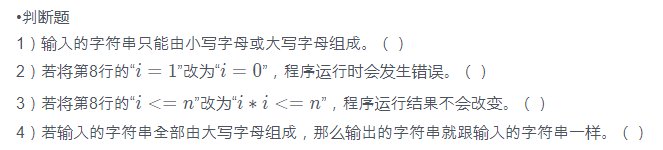 •判断题
1）输入的字符串只能由小写字母或大写字母组成。（ ）
2）若将第8行的“i = 1”改为“i = 0”，程序运行时会发生错误。（ ）
3）若将第8行的“i <= n”改为“i ∗ i <= n”，程序运行结果不会改变。（ ）
4）若输入的字符串全部由大写字母组成，那么输出的字符串就跟输入的字符串一样。（ ）